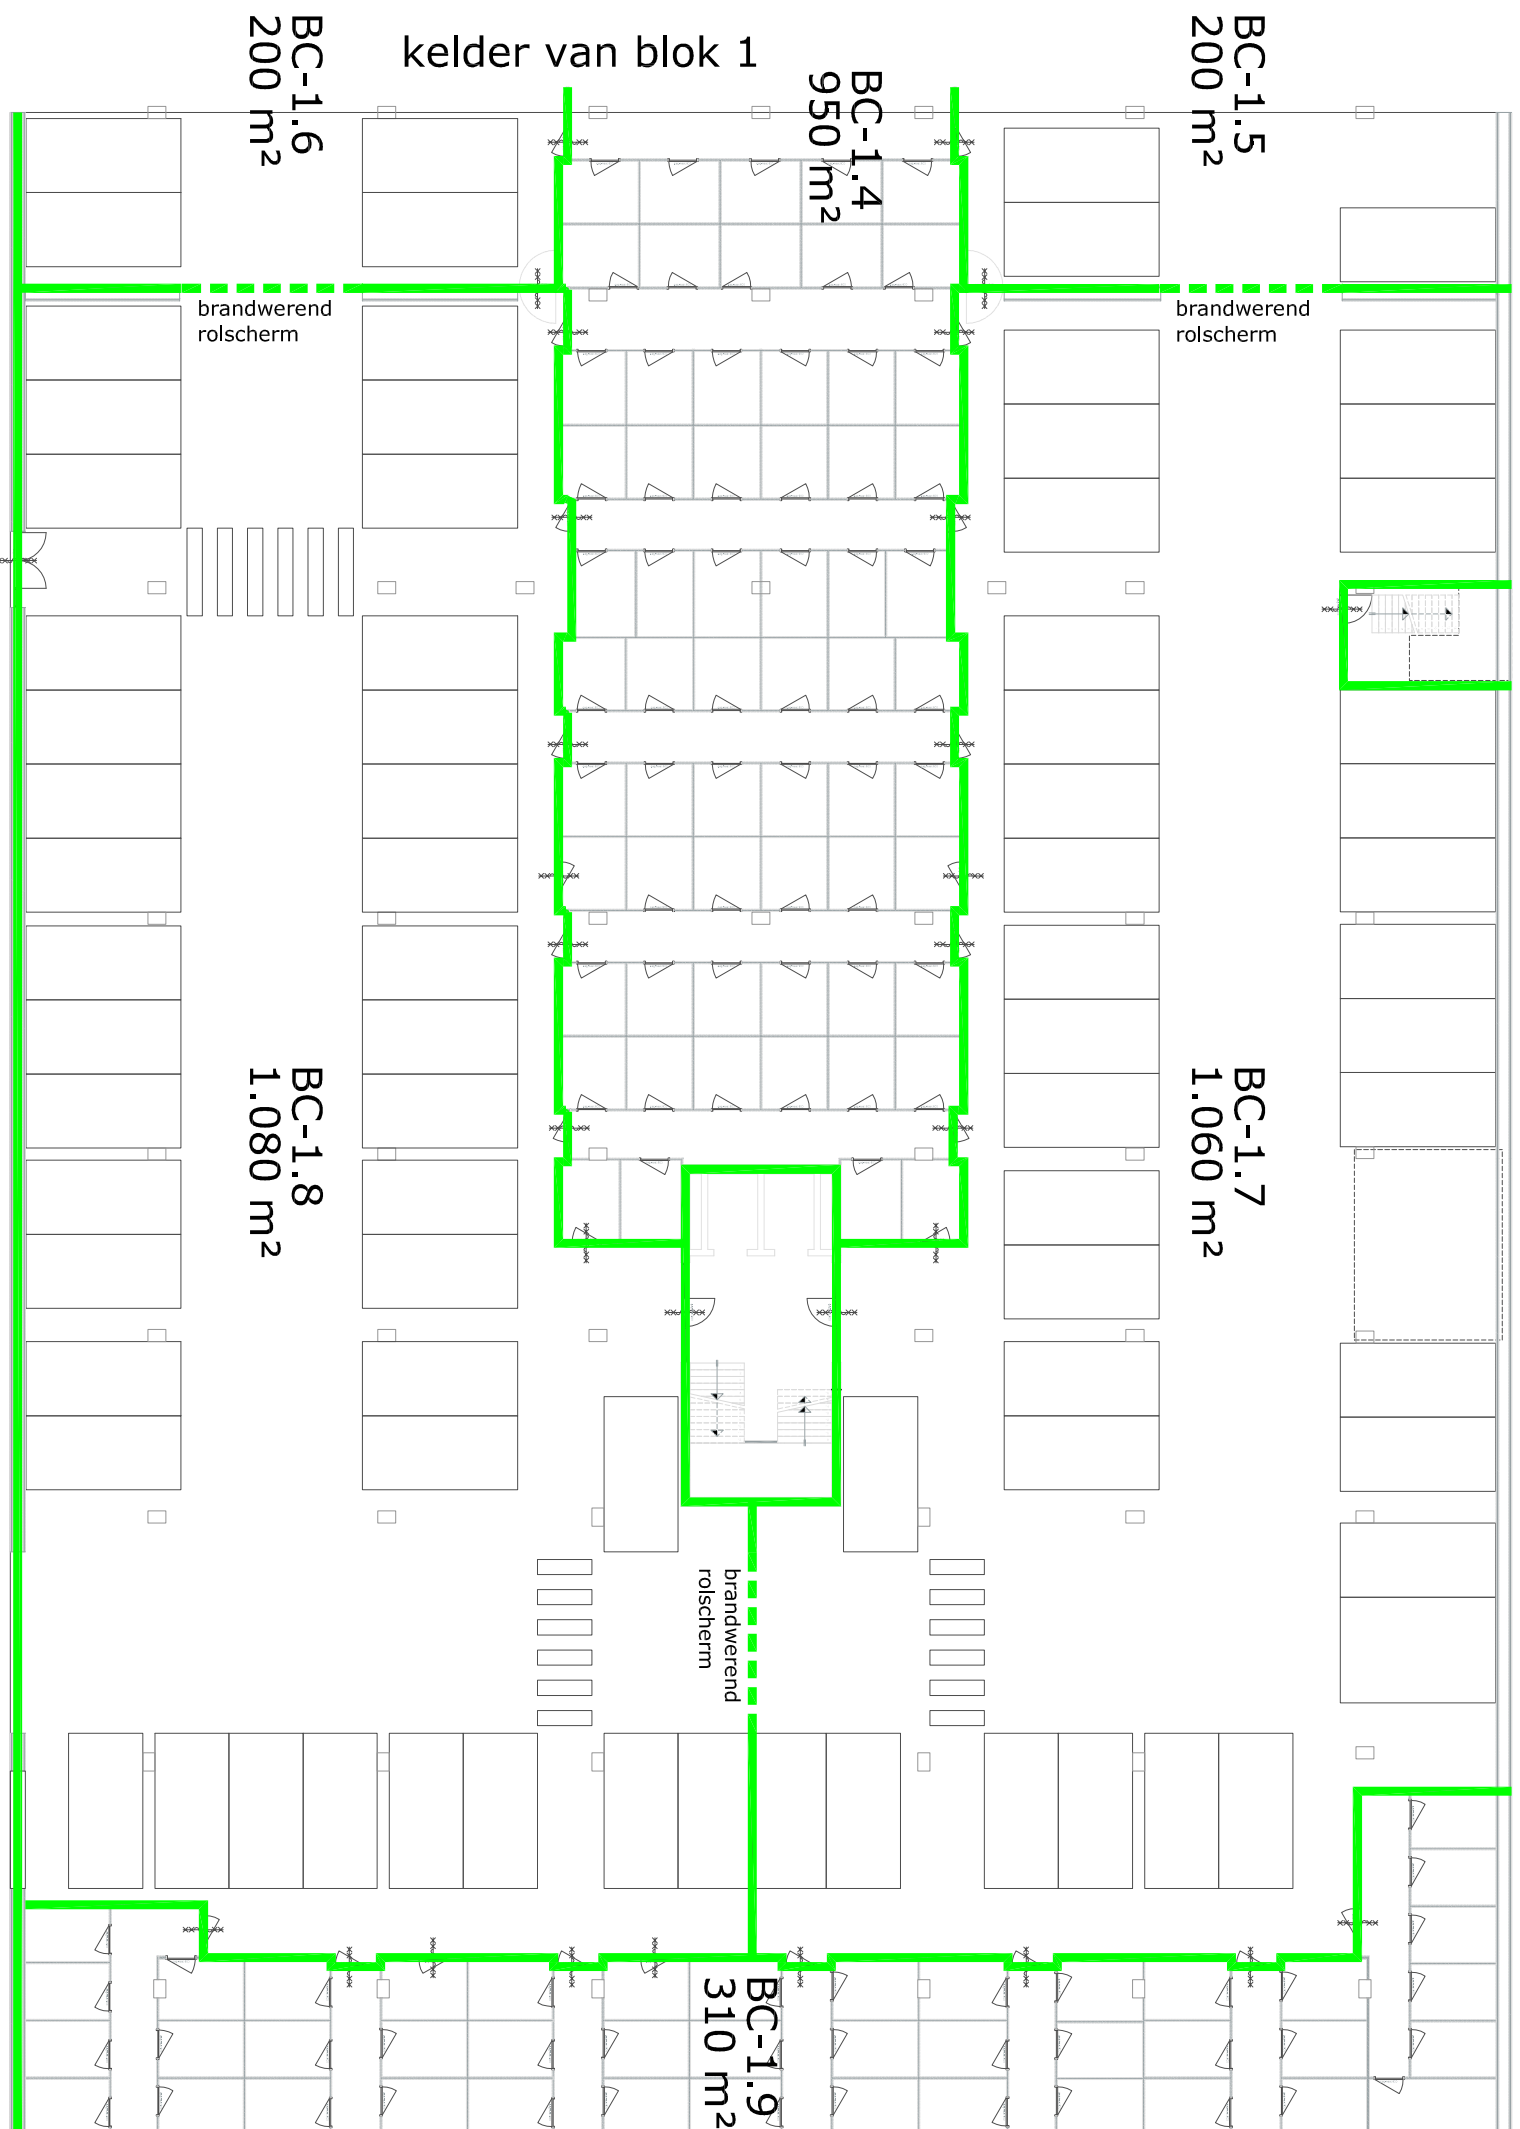 kelder van blok 1
BC-1.6
200 m²
BC-1.4
950 m²
BC-1.5
200 m²
brandwerend
rolscherm
brandwerend
rolscherm
BC-1.8
1.080 m²
BC-1.7
1.060 m²
brandwerend
rolscherm
BC-1.9
310 m²